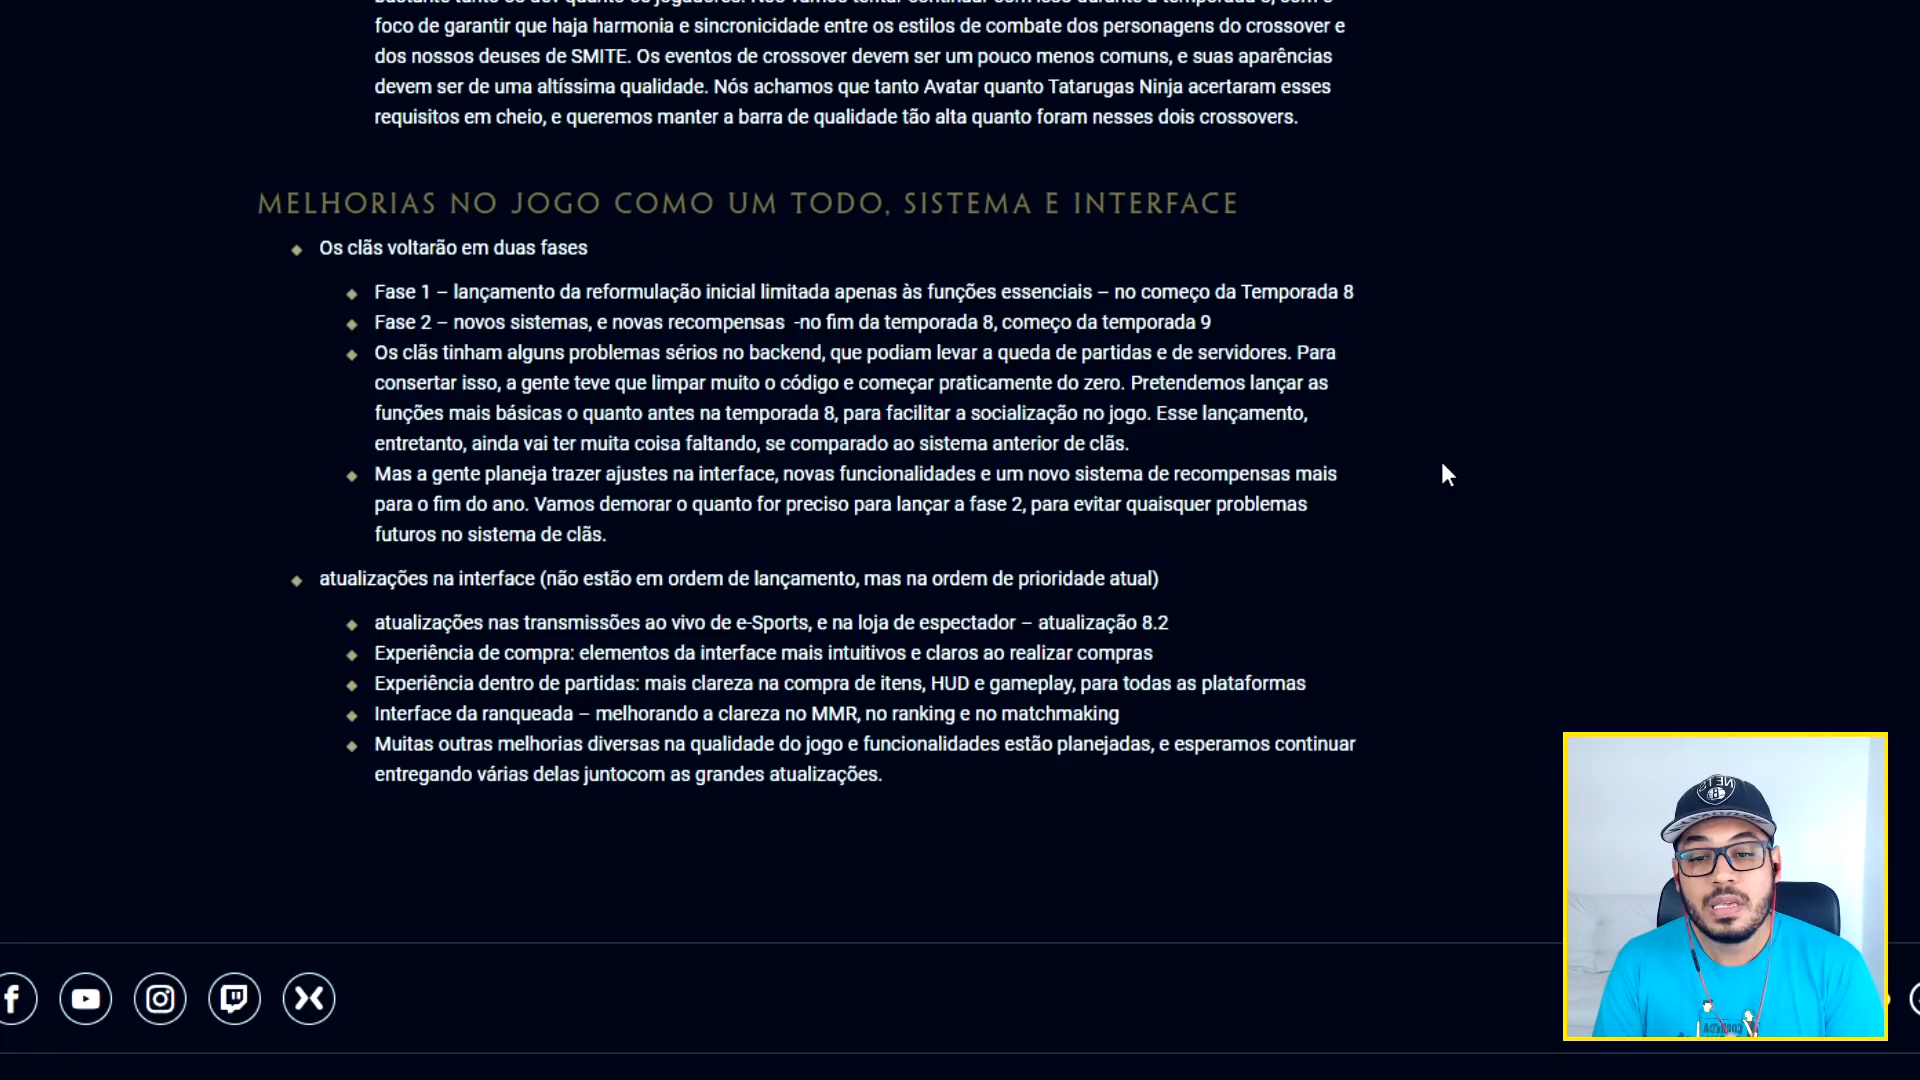 foco de garantir que haja harmonia e sincronicidade entre os estilos de combate dos personagens do crossover e
dos nossos deuses de SMITE. Os eventos de crossover devem ser um pouco menos comuns, e suas aparências
devem ser de uma altíssima qualidade. Nós achamos que tanto Avatar quanto Tatarugas Ninja acertaram esses
requisitos em cheio, e queremos manter a barra de qualidade tão alta quanto foram nesses dois crossovers.
MELHORIAS NO JOGO COMO UM TODO, SISTEMA E INTERFACE
Os clãs voltarão em duas fases
Fase 1 – lançamento da reformulação inicial limitada apenas às funções essenciais – no começo da Temporada 8
Fase 2 – novos sistemas, e novas recompensas -no fim da temporada 8, começo da temporada 9
Os clãs tinham alguns problemas sérios no backend, que podiam levar a queda de partidas e de servidores. Para
consertar isso, a gente teve que limpar muito o código e começar praticamente do zero. Pretendemos lançar as
funções mais básicas o quanto antes na temporada 8, para facilitar a socialização no jogo. Esse lançamento,
entretanto, ainda vai ter muita coisa faltando, se comparado ao sistema anterior de clãs.
Mas a gente planeja trazer ajustes na interface, novas funcionalidades e um novo sistema de recompensas mais
para o fim do ano. Vamos demorar o quanto for preciso para lançar a fase 2, para evitar quaisquer problemas
futuros no sistema de clãs.
atualizações na interface (não estão em ordem de lançamento, mas na ordem de prioridade atual)
atualizações nas transmissões ao vivo de e-Sports, e na loja de espectador – atualização 8.2
Experiência de compra: elementos da interface mais intuitivos e claros ao realizar compras
Experiência dentro de partidas: mais clareza na compra de itens, HUD e gameplay, para todas as plataformas
Interface da ranqueada – melhorando a clareza no MMR, no ranking e no matchmaking
Muitas outras melhorias diversas na qualidade do jogo e funcionalidades estão planejadas, e esperamos continuar
entregando várias delas juntocom as grandes atualizações.
NETS
B